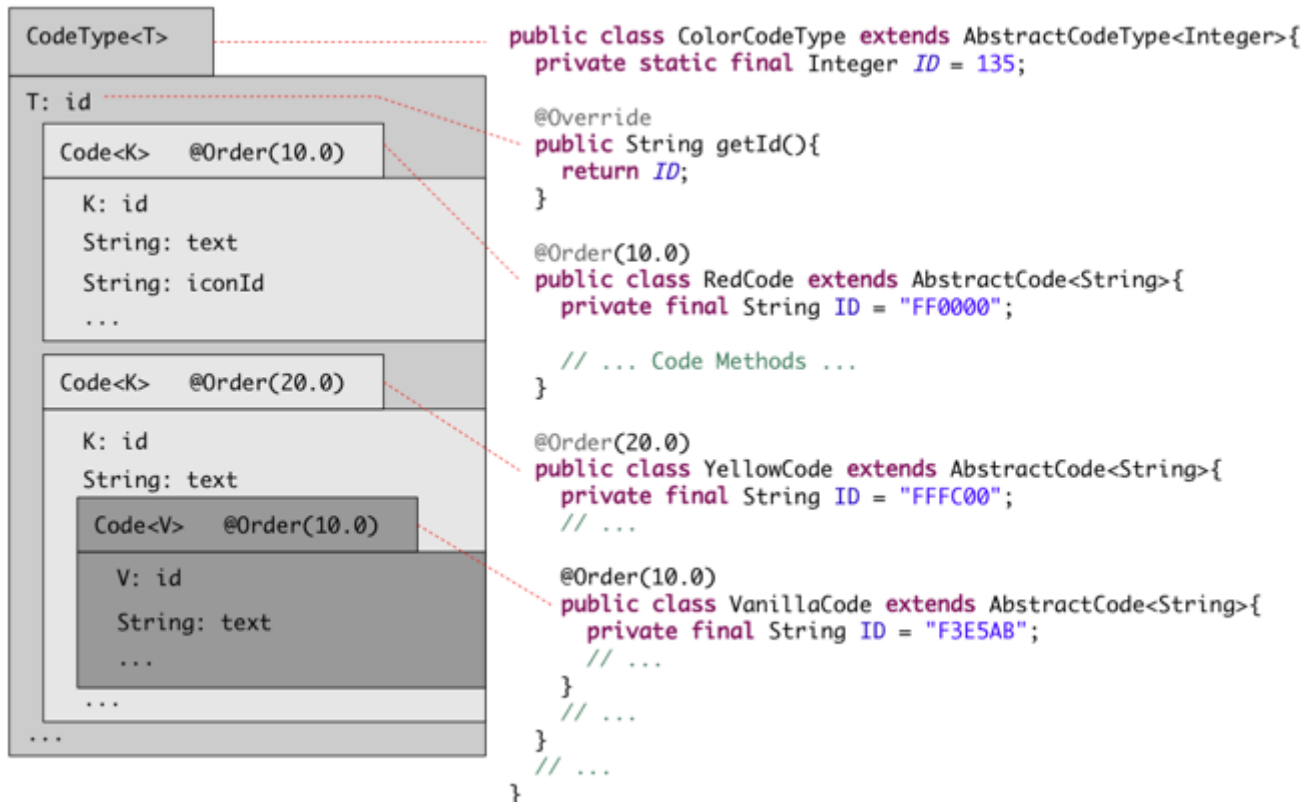 CodeType<T>
T: id
Code<K> @Order(10.0)
K: id
String: text
String: iconId
...
Code<K> @Order(20.0)
K: id
String: text
Code<V> @Order(10.0)
V: id
String: text
...
...
...
public class ColorCodeType extends AbstractCodeType<Integer>{
private static final Integer ID = 135;
@Override
public String getId(){
return ID;
}
@Order(10.0)
public class RedCode extends AbstractCode<String>{
private final String ID = "FF0000";
// ... Code Methods ...
}
@Order(20.0)
public class YellowCode extends AbstractCode<String>{
private final String ID = "FFFC00";
// ...
@Order(10.0)
public class VanillaCode extends AbstractCode<String>{
private final String ID = "F3E5AB";
// ...
}
// ...
}
// ...
}